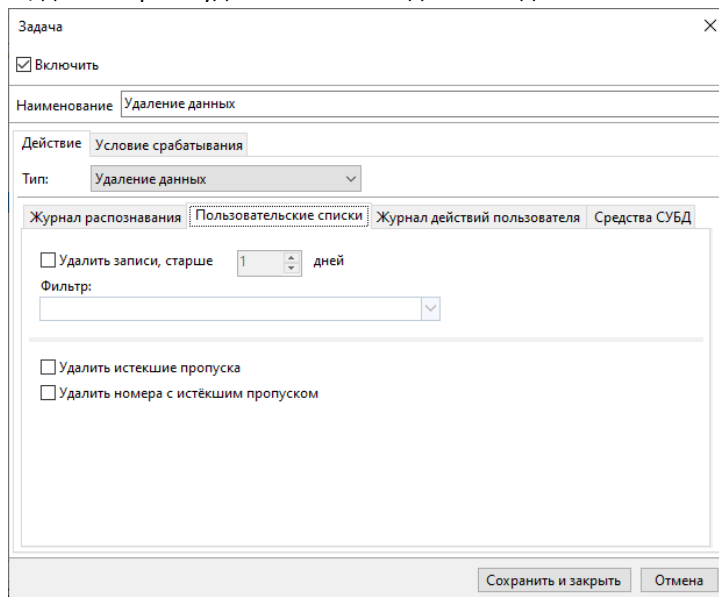 Задача
Включить
Наименование Удаление данных
Действие Условие срабатывания
Тип: Удаление данных
Журнал распознавания Пользовательские списки Журнал действий пользователя Средства СУБД
Удалить записи, старше 1 дней
Фильтр:
Удалить истекшие пропуска
Удалить номера с истёкшим пропуском
Сохранить и закрыть Отмена